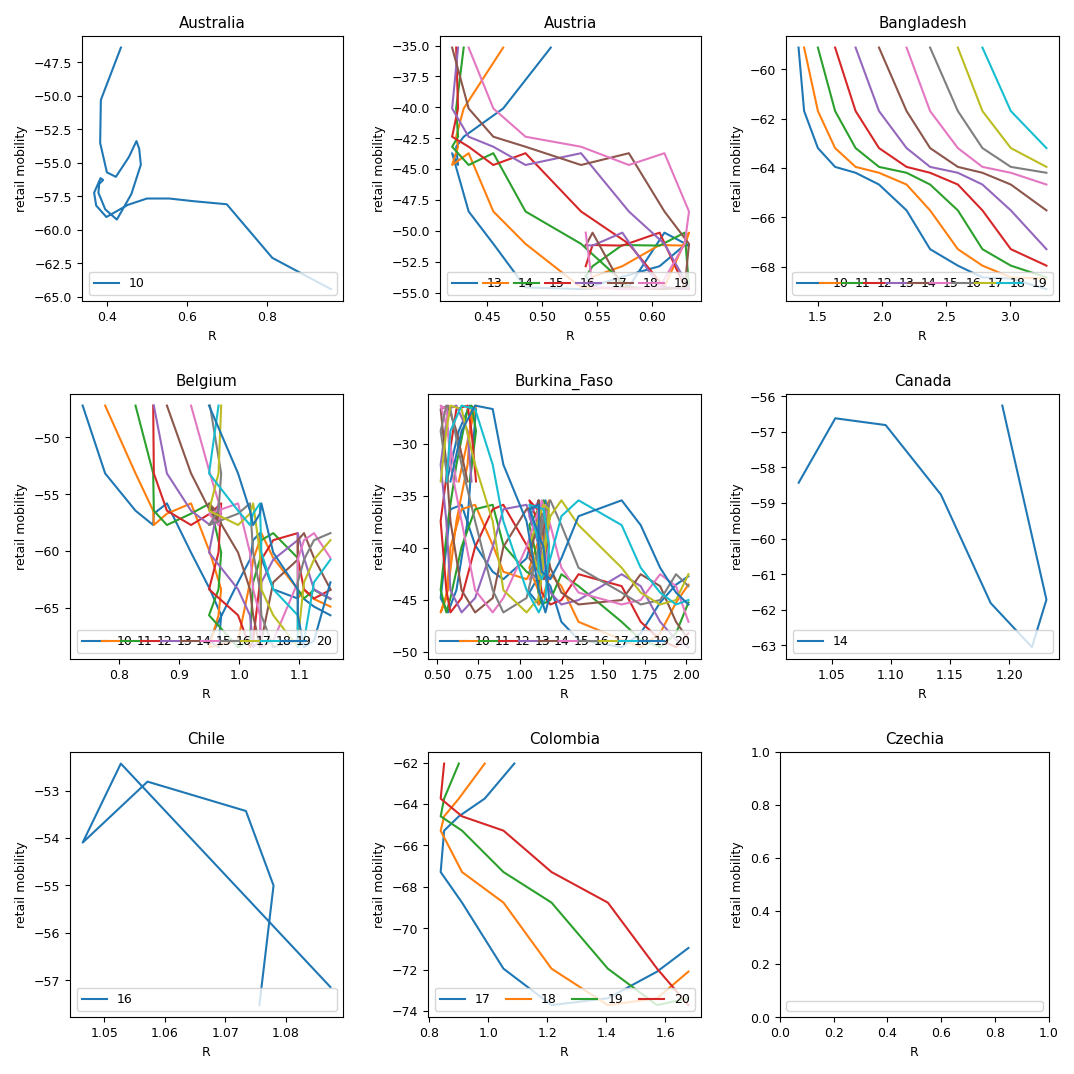 Australia
retail mobility
−47.5
−50.0
−52.5
−55.0
−57.5
−60.0
−62.5
−65.0
10
0.4 0.6 0.8
R
Austria
retail mobility
−35.0
−37.5
−40.0
−42.5
−45.0
−47.5
−50.0
−52.5
−55.0
13 14 15 16 17 18 19
0.45 0.50 0.55 0.60
R
Bangladesh
retail mobility
−60
−62
−64
−66
−68
10 11 12 13 14 15 16 17 18 19
1.5 2.0 2.5 3.0
R
Belgium
retail mobility
−50
−55
−60
−65
10 11 12 13 14 15 16 17 18 19 20
0.8 0.9 1.0 1.1
R
Burkina_Faso
retail mobility
−30
−35
−40
−45
−50
10 11 12 13 14 15 16 17 18 19 20
0.50 0.75 1.00 1.25 1.50 1.75 2.00
R
Canada
retail mobility
−56
−57
−58
−59
−60
−61
−62
−63
14
1.05 1.10 1.15 1.20
R
Chile
retail mobility
−53
−54
−55
−56
−57
16
1.05 1.06 1.07 1.08
R
Colombia
retail mobility
−62
−64
−66
−68
−70
−72
−74
17 18 19 20
0.8 1.0 1.2 1.4 1.6
R
Czechia
retail mobility
1.0
0.8
0.6
0.4
0.2
0.0
0.0 0.2 0.4 0.6 0.8 1.0
R